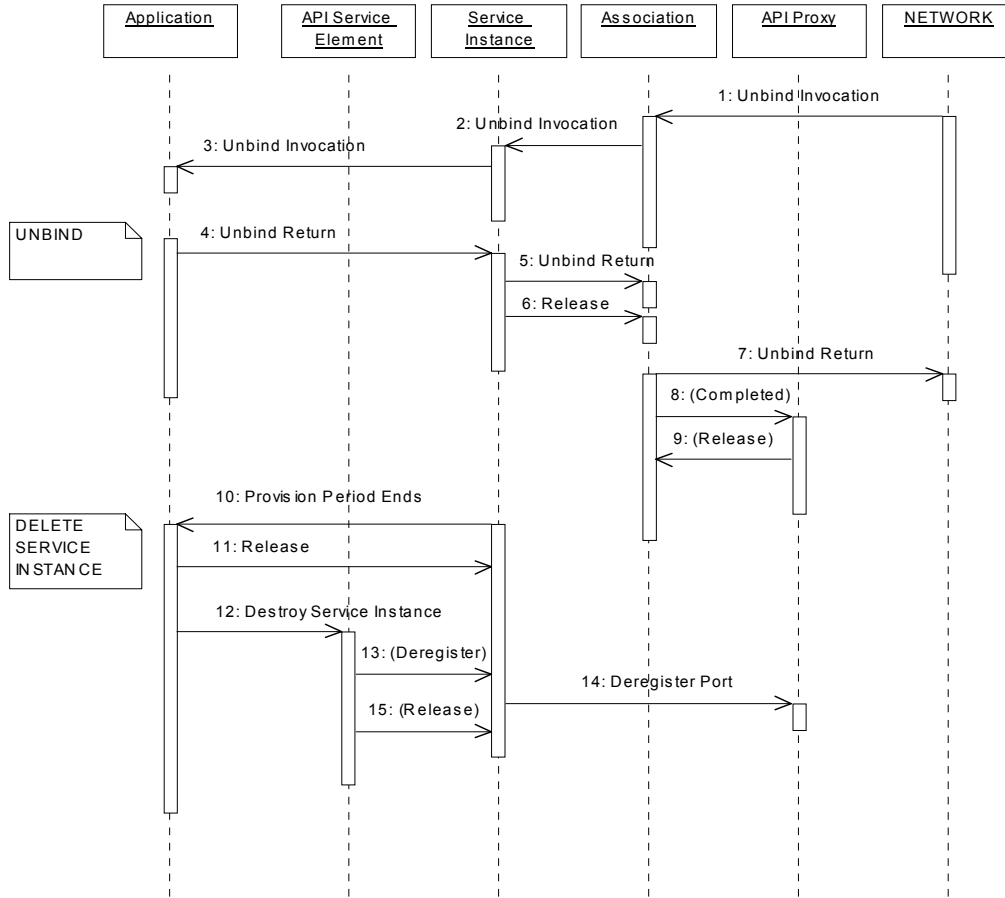 Application
API Service
Element
Service
Instance
Association
API Proxy
NETWORK
1: Unbind Invocation
2: Unbind Invocation
3: Unbind Invocation
UNBIND
4: Unbind Return
5: Unbind Return
6: Release
7: Unbind Return
8: (Completed)
9: (Release)
10: Provision Period Ends
DELETE
SERVICE
INSTANCE
11: Release
12: Destroy Service Instance
13: (Deregister)
14: Deregister Port
15: (Release)